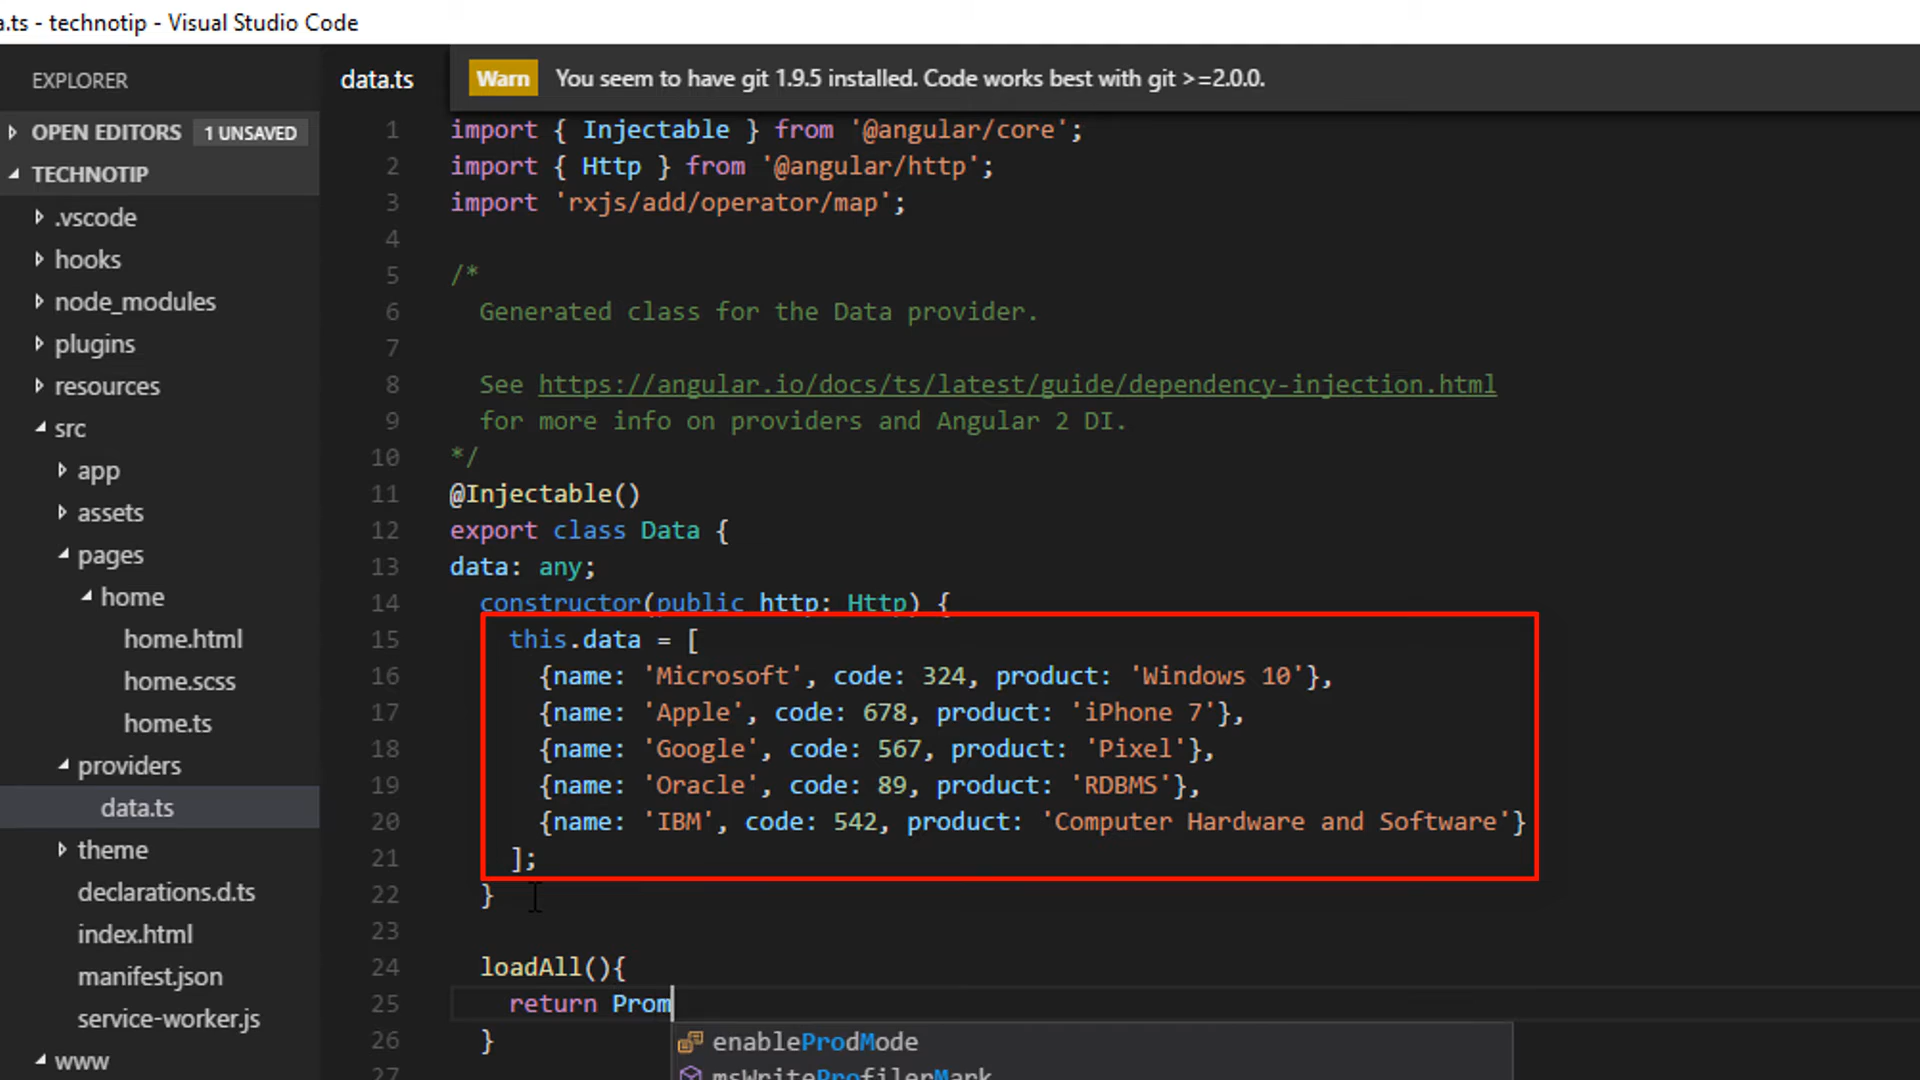 a.ts - technotip - Visual Studio Code
EXPLORER
OPEN EDITORS 1 UNSAVED
TECHNOTIP
.vscode
hooks
node_modules
plugins
resources
src
app
assets
pages
home
home.html
home.scss
home.ts
providers
data.ts
theme
declarations.d.ts
index.html
manifest.json
service-worker.js
www
data.ts
Warn You seem to have git 1.9.5 installed. Code works best with git >=2.0.0.
1 import { Injectable } from '@angular/core';
2 import { Http } from '@angular/http';
3 import 'rxjs/add/operator/map';
4
5 /*
6 Generated class for the Data provider.
7
8 See https://angular.io/docs/ts/latest/guide/dependency-injection.html
9 for more info on providers and Angular 2 DI.
10 */
11 @Injectable()
12 export class Data {
13 data: any;
14 constructor(public http: Http) {
15 this.data = [
16 {name: 'Microsoft', code: 324, product: 'Windows 10'},
17 {name: 'Apple', code: 678, product: 'iPhone 7'},
18 {name: 'Google', code: 567, product: 'Pixel'},
19 {name: 'Oracle', code: 89, product: 'RDBMS'},
20 {name: 'IBM', code: 542, product: 'Computer Hardware and Software'}
21 ];
22 }
23
24 loadAll(){
25 return Prom
26 }
enableProdMode
27
msWriteProfilerMark